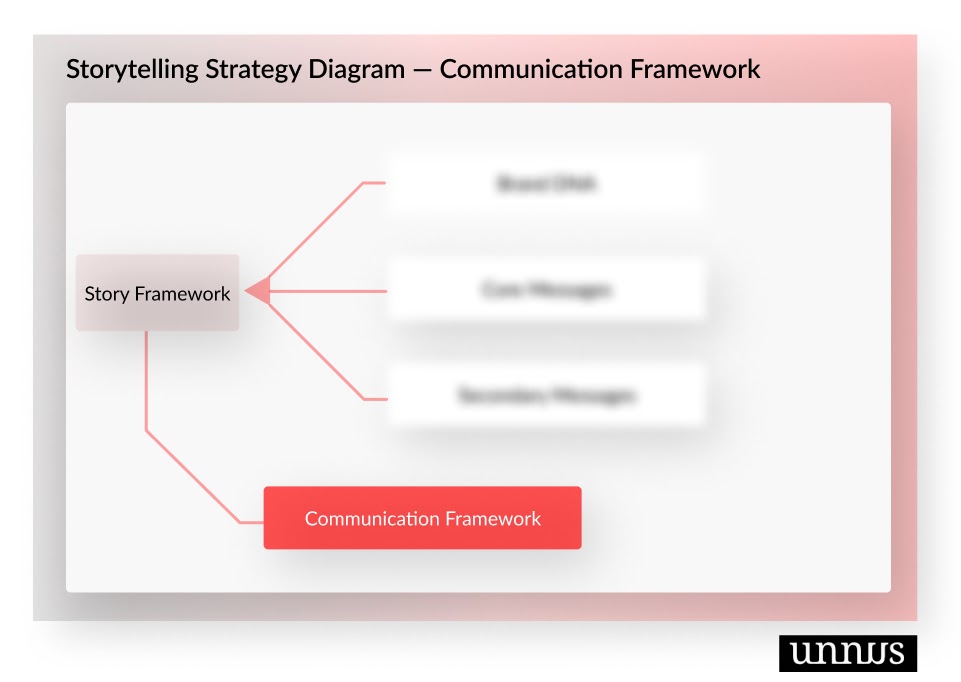 Storytelling Strategy Diagram — Communication Framework
Brand DNA
Story Framework
Core Messages
Secondary Messages
Communication Framework
unnus